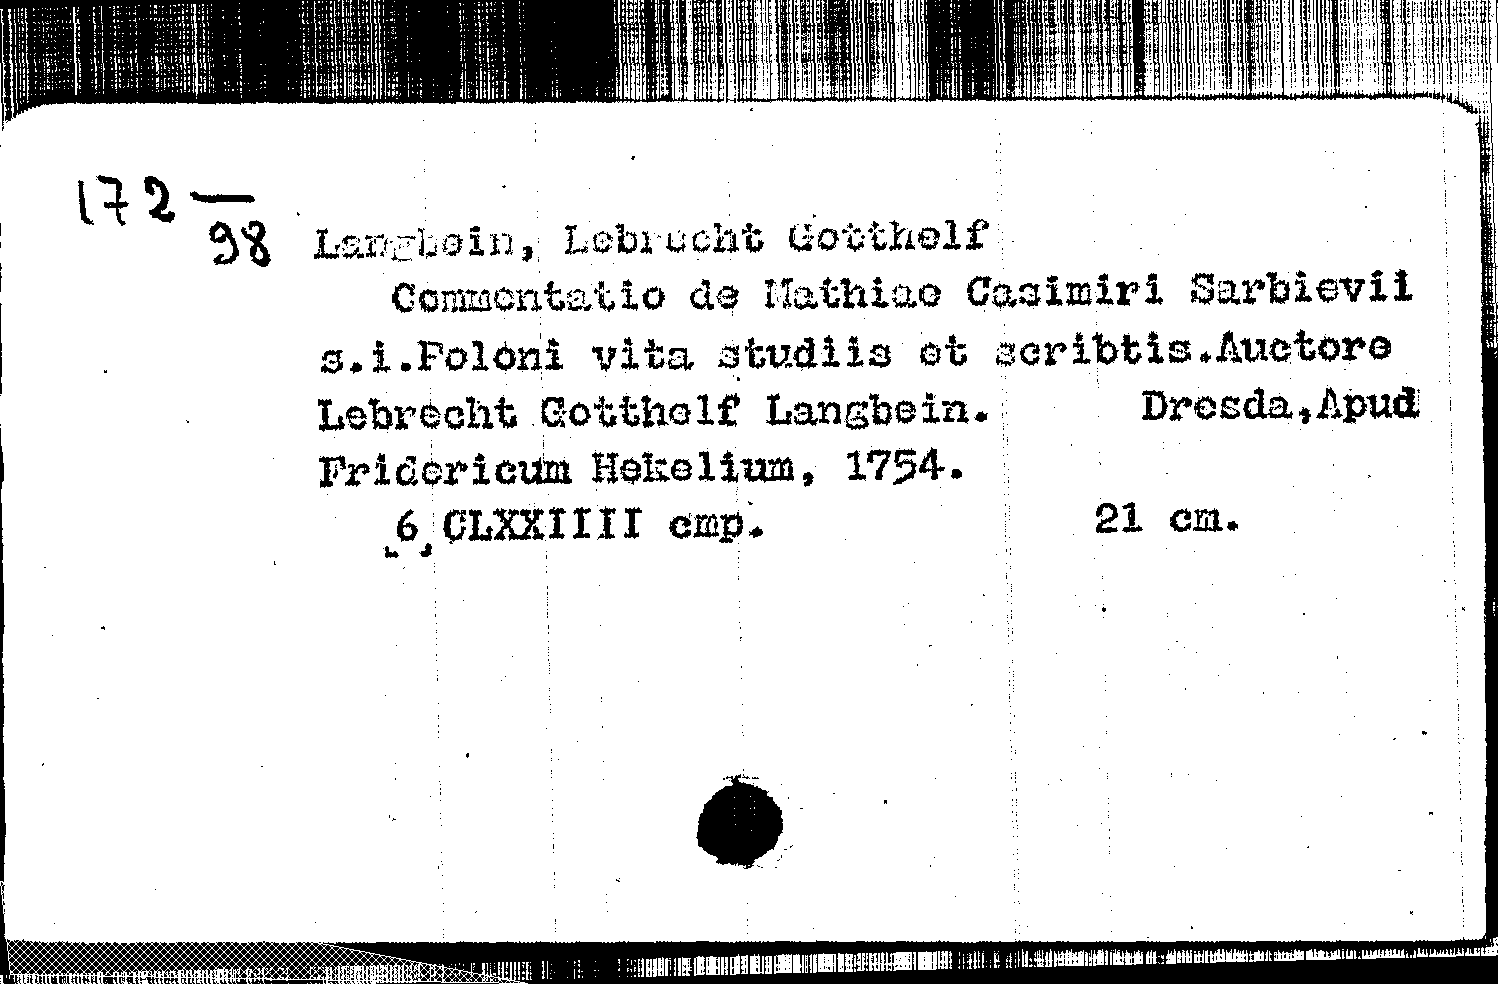 172—
98 Langbein, Lebrecht Gotthelf
Commentatio de Mathiae Casimiri Sarbievii
s.i.Poloni vita studiis et scribtis.Auctore
Lebrecht Gotthelf Langbein. Dresda,Apud
Fridericum Hekelium, 1754.
[6] CLXXIIII стр. 21 cm.